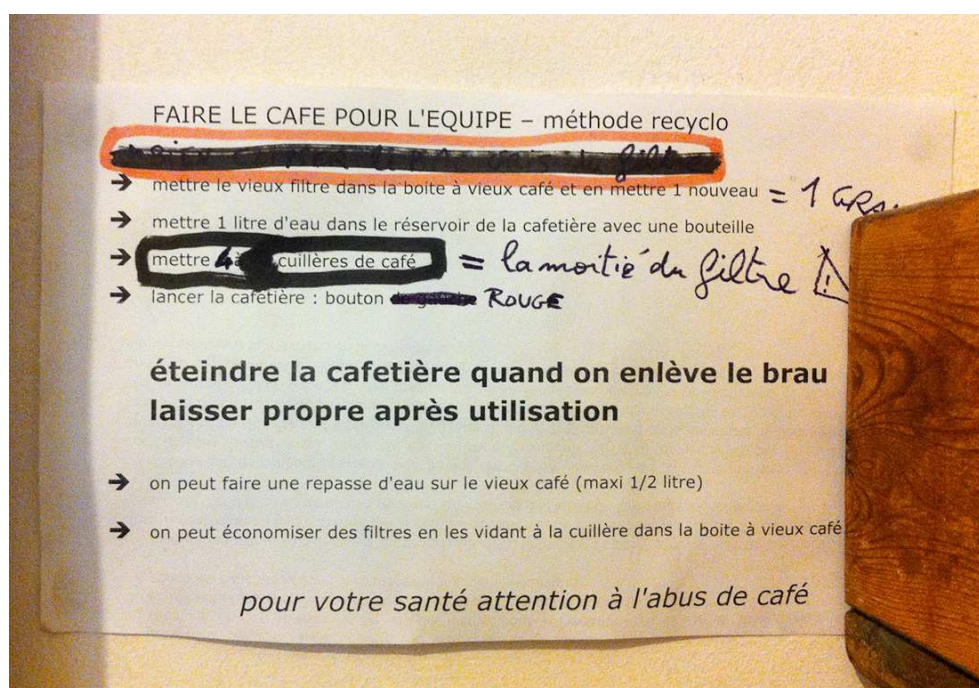 FAIRE LE CAFE POUR L'EQUIPE – méthode recyclo
➔ mettre le vieux filtre dans la boite à vieux café et en mettre 1 nouveau = 1 GRA
➔ mettre 1 litre d'eau dans le réservoir de la cafetière avec une bouteille
➔ mettre 4 cuillères de café = la moitié du filtre
➔ lancer la cafetière : bouton ROUGE
éteindre la cafetière quand on enlève le brau
laisser propre après utilisation
➔ on peut faire une repasse d'eau sur le vieux café (maxi 1/2 litre)
➔ on peut économiser des filtres en les vidant à la cuillère dans la boite à vieux café
pour votre santé attention à l'abus de café